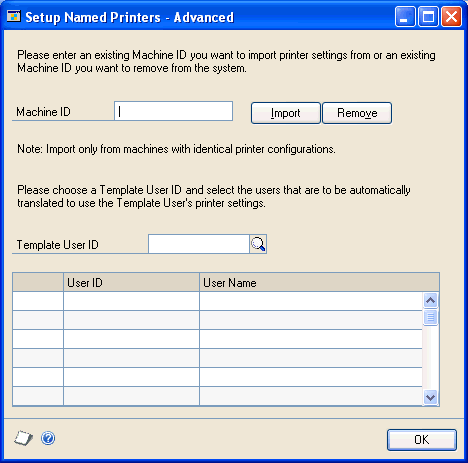 Setup Named Printers - Advanced
Please enter an existing Machine ID you want to import printer settings from or an existing
Machine ID you want to remove from the system.
Machine ID
Import
Remove
Note: Import only from machines with identical printer configurations.
Please choose a Template User ID and select the users that are to be automatically
translated to use the Template User's printer settings.
Template User ID
User ID
User Name
OK